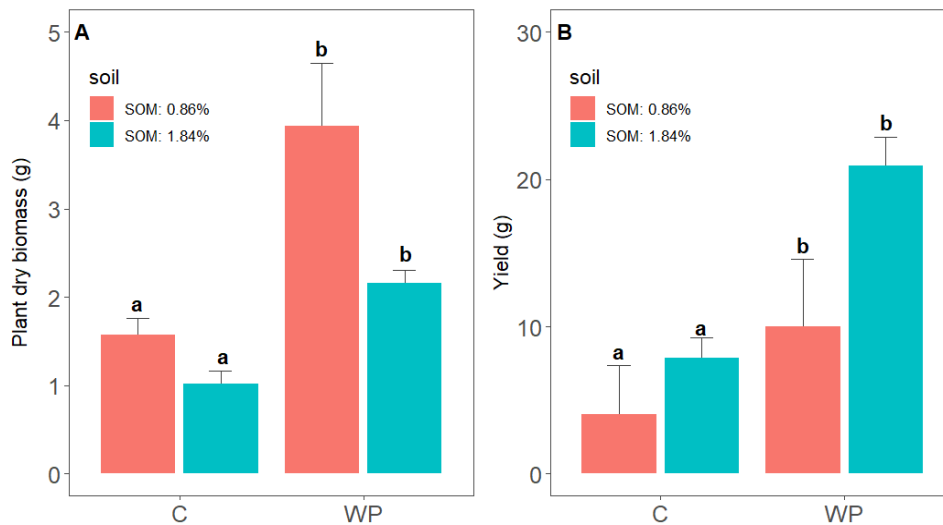 A
soil
SOM: 0.86%
SOM: 1.84%
Plant dry biomass (g)
5
4
3
2
1
0
a
a
b
b
C
WP
B
soil
SOM: 0.86%
SOM: 1.84%
Yield (g)
30
20
10
0
a
a
b
b
C
WP